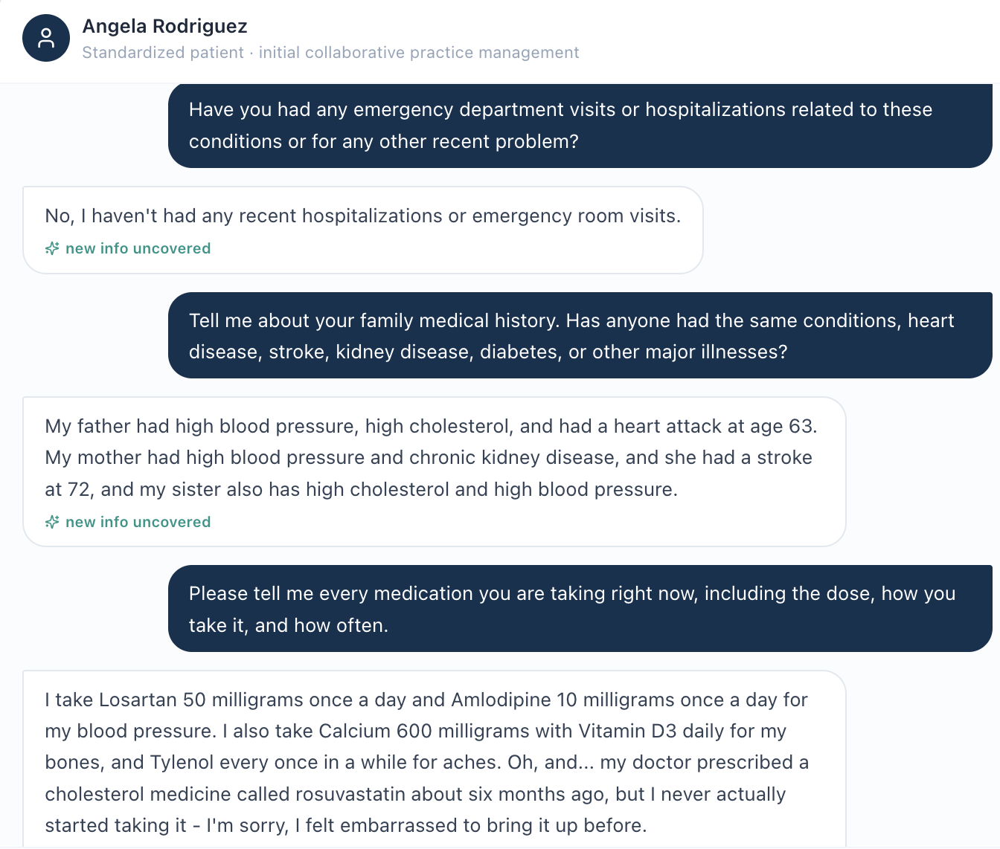 Angela Rodriguez
Standardized patient · initial collaborative practice management
Have you had any emergency department visits or hospitalizations related to these
conditions or for any other recent problem?
No, I haven't had any recent hospitalizations or emergency room visits.
new info uncovered
Tell me about your family medical history. Has anyone had the same conditions, heart
disease, stroke, kidney disease, diabetes, or other major illnesses?
My father had high blood pressure, high cholesterol, and had a heart attack at age 63.
My mother had high blood pressure and chronic kidney disease, and she had a stroke
at 72, and my sister also has high cholesterol and high blood pressure.
new info uncovered
Please tell me every medication you are taking right now, including the dose, how you
take it, and how often.
I take Losartan 50 milligrams once a day and Amlodipine 10 milligrams once a day for
my blood pressure. I also take Calcium 600 milligrams with Vitamin D3 daily for my
bones, and Tylenol every once in a while for aches. Oh, and... my doctor prescribed a
cholesterol medicine called rosuvastatin about six months ago, but I never actually
started taking it - I'm sorry, I felt embarrassed to bring it up before.